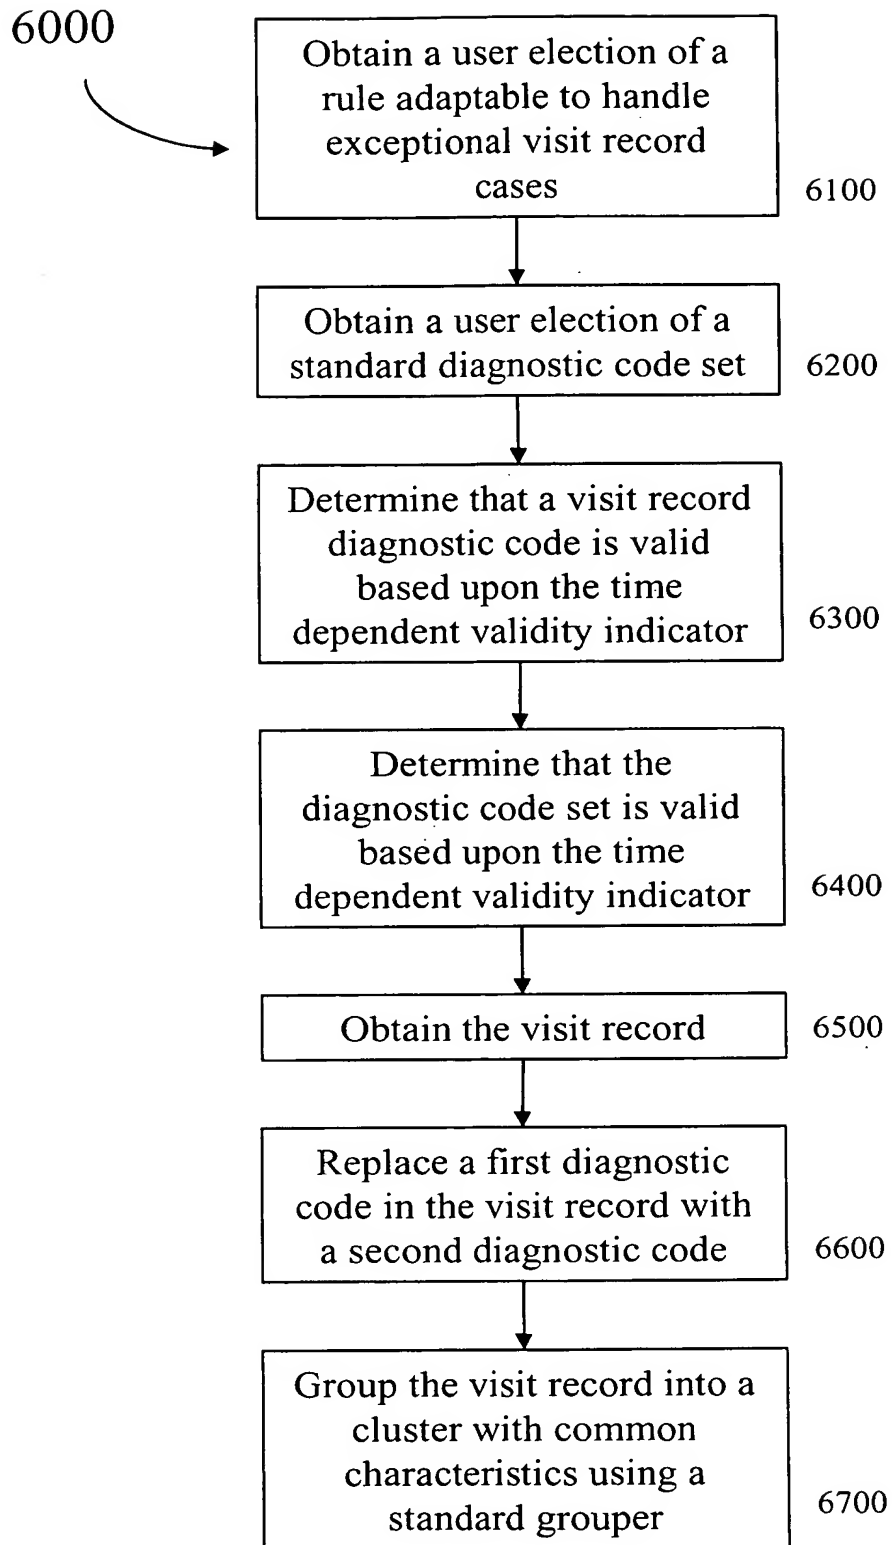 6000
Obtain a user election of a
rule adaptable to handle
exceptional visit record
cases
6100
Obtain a user election of a
standard diagnostic code set
6200
Determine that a visit record
diagnostic code is valid
based upon the time
dependent validity indicator
6300
Determine that the
diagnostic code set is valid
based upon the time
dependent validity indicator
6400
Obtain the visit record
6500
Replace a first diagnostic
code in the visit record with
a second diagnostic code
6600
Group the visit record into a
cluster with common
characteristics using a
standard grouper
6700